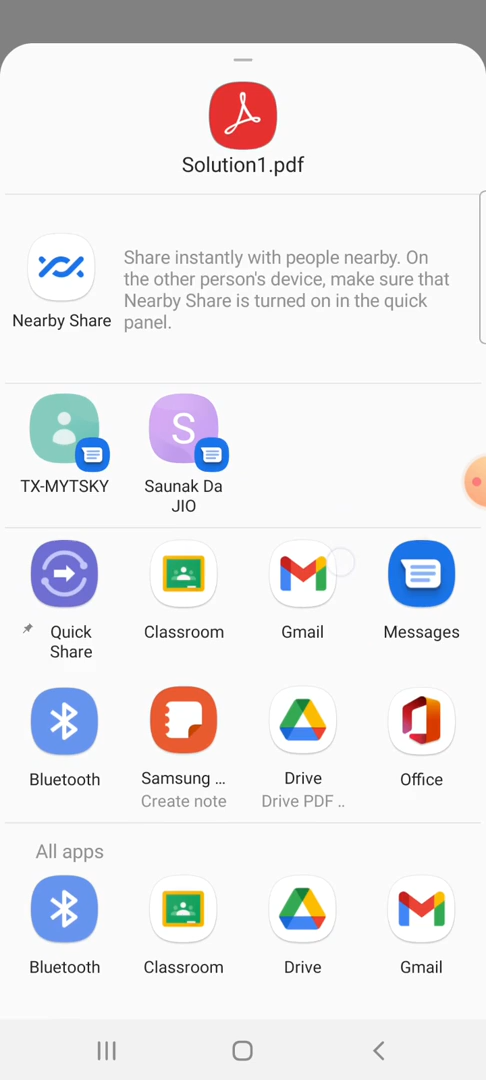 Solution1.pdf
Share instantly with people nearby. On
the other person's device, make sure that
Nearby Share is turned on in the quick
panel.
Nearby Share
TX-MYTSKY
S
Saunak Da
JIO
Quick
Share
Classroom
Gmail
Messages
Bluetooth
Samsung ...
Create note
Drive
Drive PDF ..
Office
All apps
Bluetooth
Classroom
Drive
Gmail